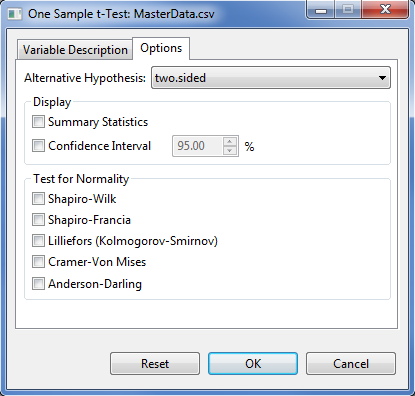 One Sample t-Test: MasterData.csv
Variable Description Options
Alternative Hypothesis: two.sided
Display
Summary Statistics
Confidence Interval 95.00 %
Test for Normality
Shapiro-Wilk
Shapiro-Francia
Lilliefors (Kolmogorov-Smirnov)
Cramer-Von Mises
Anderson-Darling
Reset OK Cancel